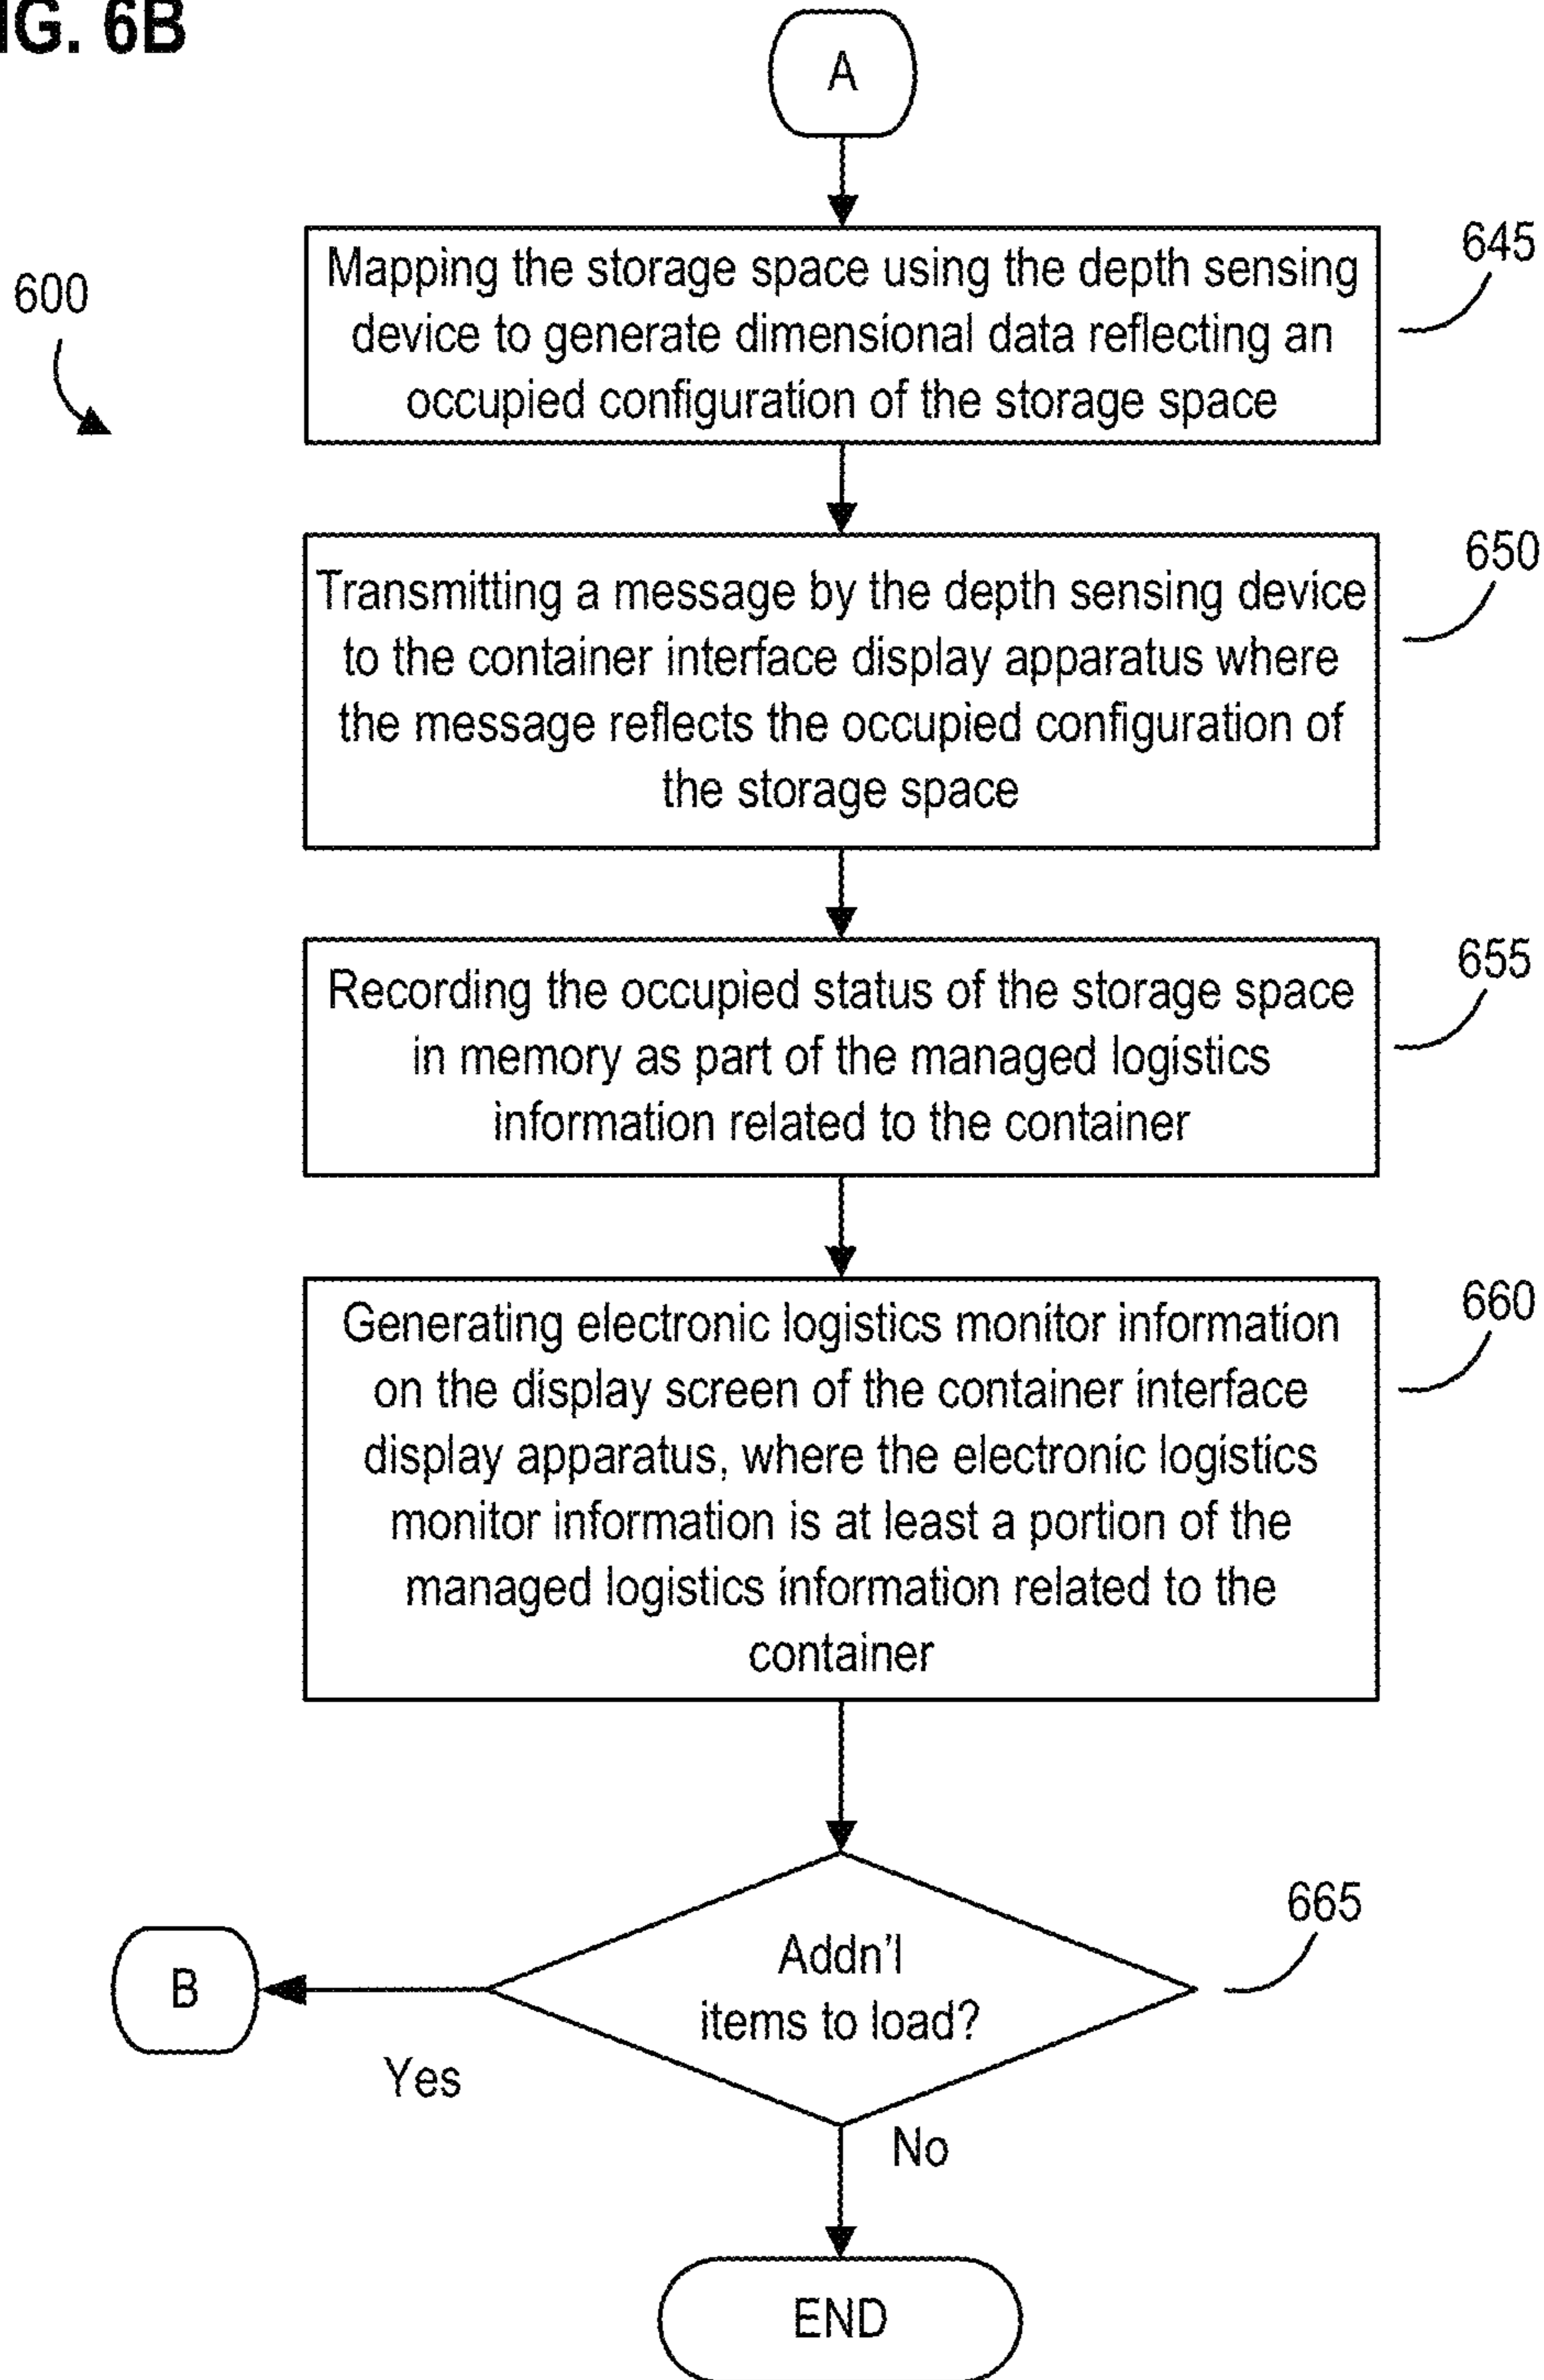 IG. 6B
A
600
Mapping the storage space using the depth sensing
device to generate dimensional data reflecting an
occupied configuration of the storage space
645
Transmitting a message by the depth sensing device
to the container interface display apparatus where
the message reflects the occupied configuration of
the storage space
650
Recording the occupied status of the storage space
in memory as part of the managed logistics
information related to the container
655
Generating electronic logistics monitor information
on the display screen of the container interface
display apparatus, where the electronic logistics
monitor information is at least a portion of the
managed logistics information related to the
container
660
Addn'l
items to load?
665
B
Yes
No
END